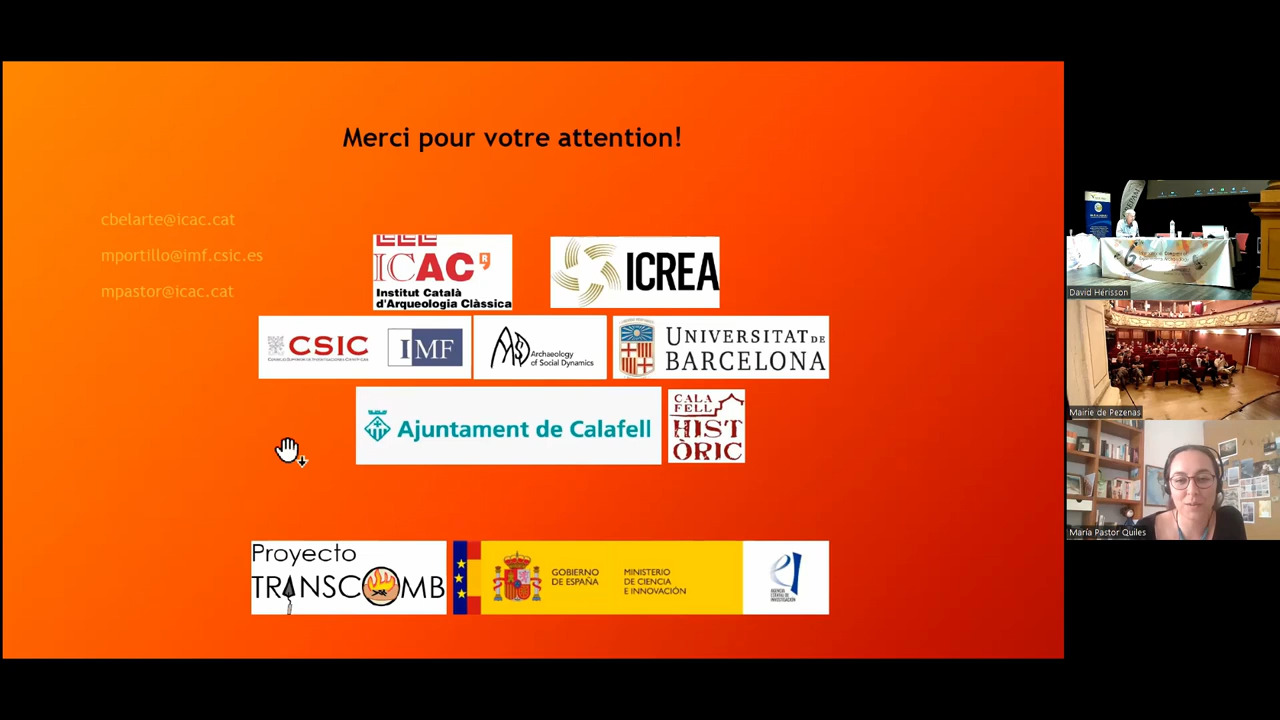 Merci pour votre attention!
cbelarte@icac.cat
mportillo@imf.csic.es
mpastor@icac.cat
ICAC
Institut Català
d'Arqueologia Clàssica
ICREA
CSIC
IMF
Archaeology
of Social Dynamics
UNIVERSITAT DE
BARCELONA
Ajuntament de Calafell
CALA
FELL
HIST
ÒRIC
Proyecto
TRANSCOMB
GOBIERNO
DE ESPAÑA
MINISTERIO
DE CIENCIA
E INNOVACIÓN
David Hérisson
Mairie de Pezenas
María Pastor Quiles